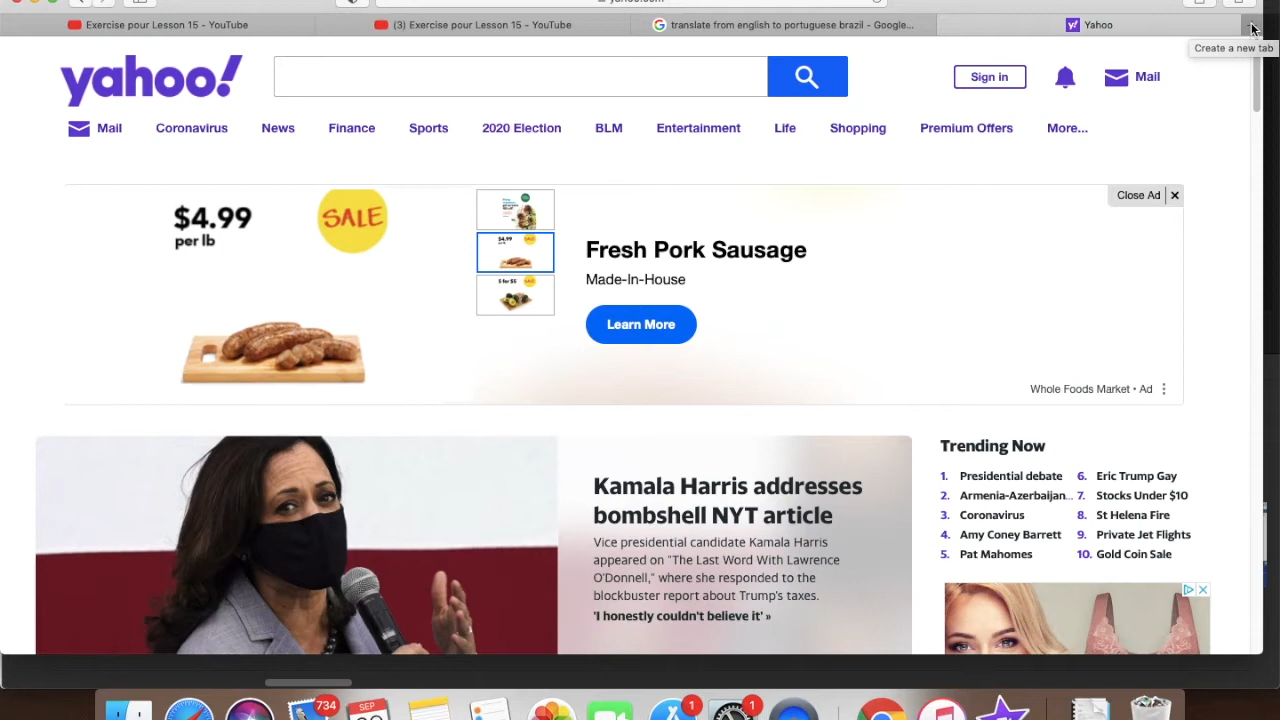 yahoo.com
Exercise pour Lesson 15 - YouTube
(3) Exercise pour Lesson 15 - YouTube
translate from english to portuguese brazil - Google...
Yahoo
Create a new tab
yahoo!
Sign in
Mail
Mail
Coronavirus
News
Finance
Sports
2020 Election
BLM
Entertainment
Life
Shopping
Premium Offers
More...
$4.99
per lb
SALE
Fresh Pork Sausage
Made-In-House
Learn More
Close Ad
Whole Foods Market • Ad
Kamala Harris addresses
bombshell NYT article
Vice presidential candidate Kamala Harris
appeared on "The Last Word With Lawrence
O'Donnell," where she responded to the
blockbuster report about Trump's taxes.
'I honestly couldn't believe it' »
Trending Now
1. Presidential debate
2. Armenia-Azerbaijan...
3. Coronavirus
4. Amy Coney Barrett
5. Pat Mahomes
6. Eric Trump Gay
7. Stocks Under $10
8. St Helena Fire
9. Private Jet Flights
10. Gold Coin Sale
734
SEP
1
1